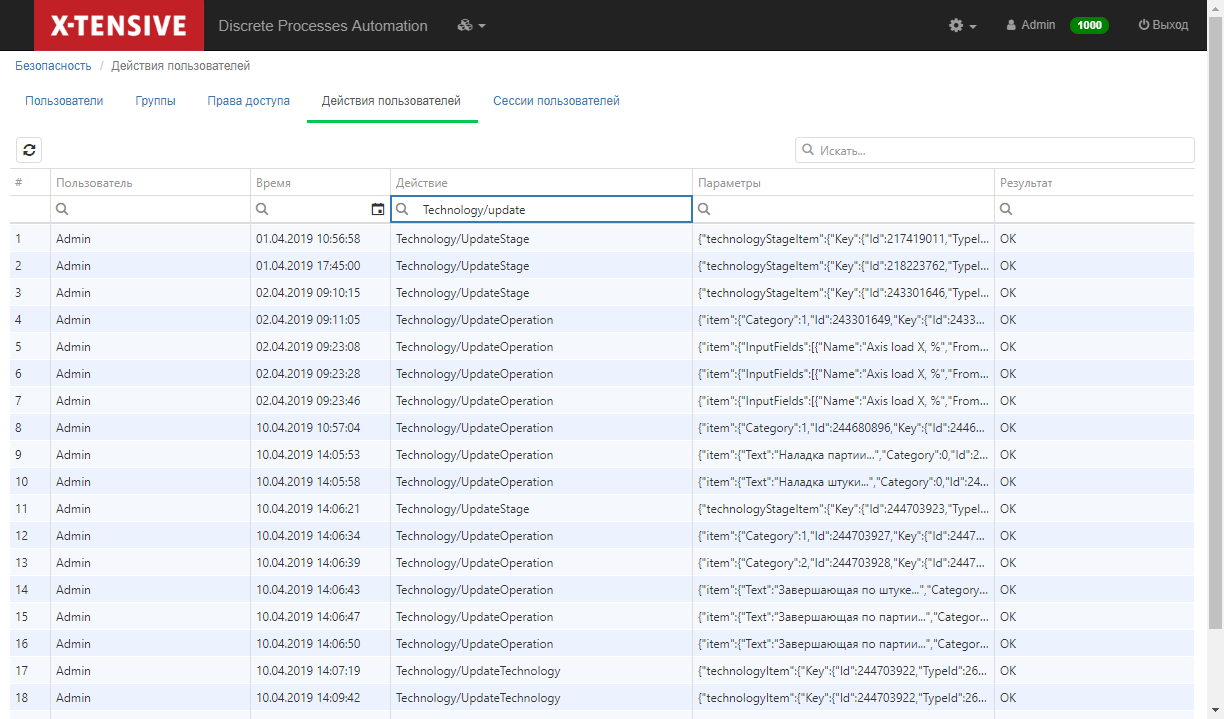 X-TENSIVE Discrete Processes Automation Admin 1000 Выход
Безопасность / Действия пользователей
Пользователи Группы Права доступа Действия пользователей Сессии пользователей
Искать...
# Пользователь Время Действие Параметры Результат
Technology/update
1 Admin 01.04.2019 10:56:58 Technology/UpdateStage {"technologyStageItem":{"Key":{"Id":217419011,"TypeI... OK
2 Admin 01.04.2019 17:45:00 Technology/UpdateStage {"technologyStageItem":{"Key":{"Id":218223762,"TypeI... OK
3 Admin 02.04.2019 09:10:15 Technology/UpdateStage {"technologyStageItem":{"Key":{"Id":243301646,"TypeI... OK
4 Admin 02.04.2019 09:11:05 Technology/UpdateOperation {"item":{"Category":1,"Id":243301649,"Key":{"Id":2433... OK
5 Admin 02.04.2019 09:23:08 Technology/UpdateOperation {"item":{"InputFields":[{"Name":"Axis load X, %","From... OK
6 Admin 02.04.2019 09:23:28 Technology/UpdateOperation {"item":{"InputFields":[{"Name":"Axis load X, %","From... OK
7 Admin 02.04.2019 09:23:46 Technology/UpdateOperation {"item":{"InputFields":[{"Name":"Axis load X, %","From... OK
8 Admin 10.04.2019 10:57:04 Technology/UpdateOperation {"item":{"Category":1,"Id":244680896,"Key":{"Id":2446... OK
9 Admin 10.04.2019 14:05:53 Technology/UpdateOperation {"item":{"Text":"Наладка партии...","Category":0,"Id":2... OK
10 Admin 10.04.2019 14:05:58 Technology/UpdateOperation {"item":{"Text":"Наладка штуки...","Category":0,"Id":24... OK
11 Admin 10.04.2019 14:06:21 Technology/UpdateStage {"technologyStageItem":{"Key":{"Id":244703923,"TypeI... OK
12 Admin 10.04.2019 14:06:34 Technology/UpdateOperation {"item":{"Category":1,"Id":244703927,"Key":{"Id":2447... OK
13 Admin 10.04.2019 14:06:39 Technology/UpdateOperation {"item":{"Category":2,"Id":244703928,"Key":{"Id":2447... OK
14 Admin 10.04.2019 14:06:43 Technology/UpdateOperation {"item":{"Text":"Завершающая по штуке...","Category... OK
15 Admin 10.04.2019 14:06:47 Technology/UpdateOperation {"item":{"Text":"Завершающая по партии...","Categor... OK
16 Admin 10.04.2019 14:06:50 Technology/UpdateOperation {"item":{"Text":"Завершающая по партии...","Categor... OK
17 Admin 10.04.2019 14:07:19 Technology/UpdateTechnology {"technologyItem":{"Key":{"Id":244703922,"TypeId":26... OK
18 Admin 10.04.2019 14:09:42 Technology/UpdateTechnology {"technologyItem":{"Key":{"Id":244703922,"TypeId":26... OK